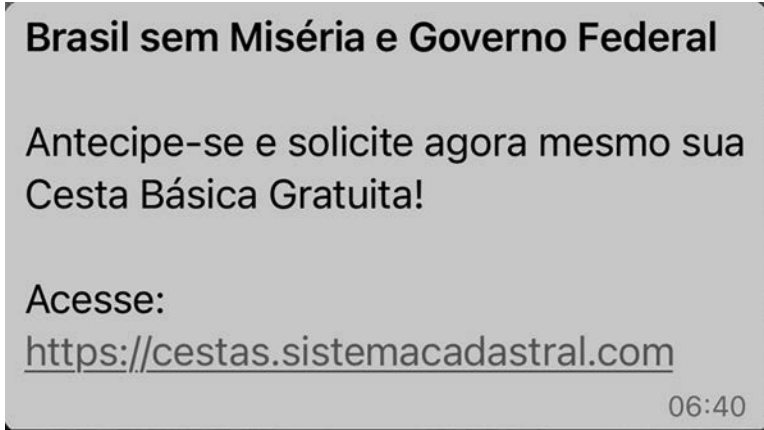 Brasil sem Miséria e Governo Federal
Antecipe-se e solicite agora mesmo sua
Cesta Básica Gratuita!
Acesse:
https://cestas.sistemacadastral.com
06:40